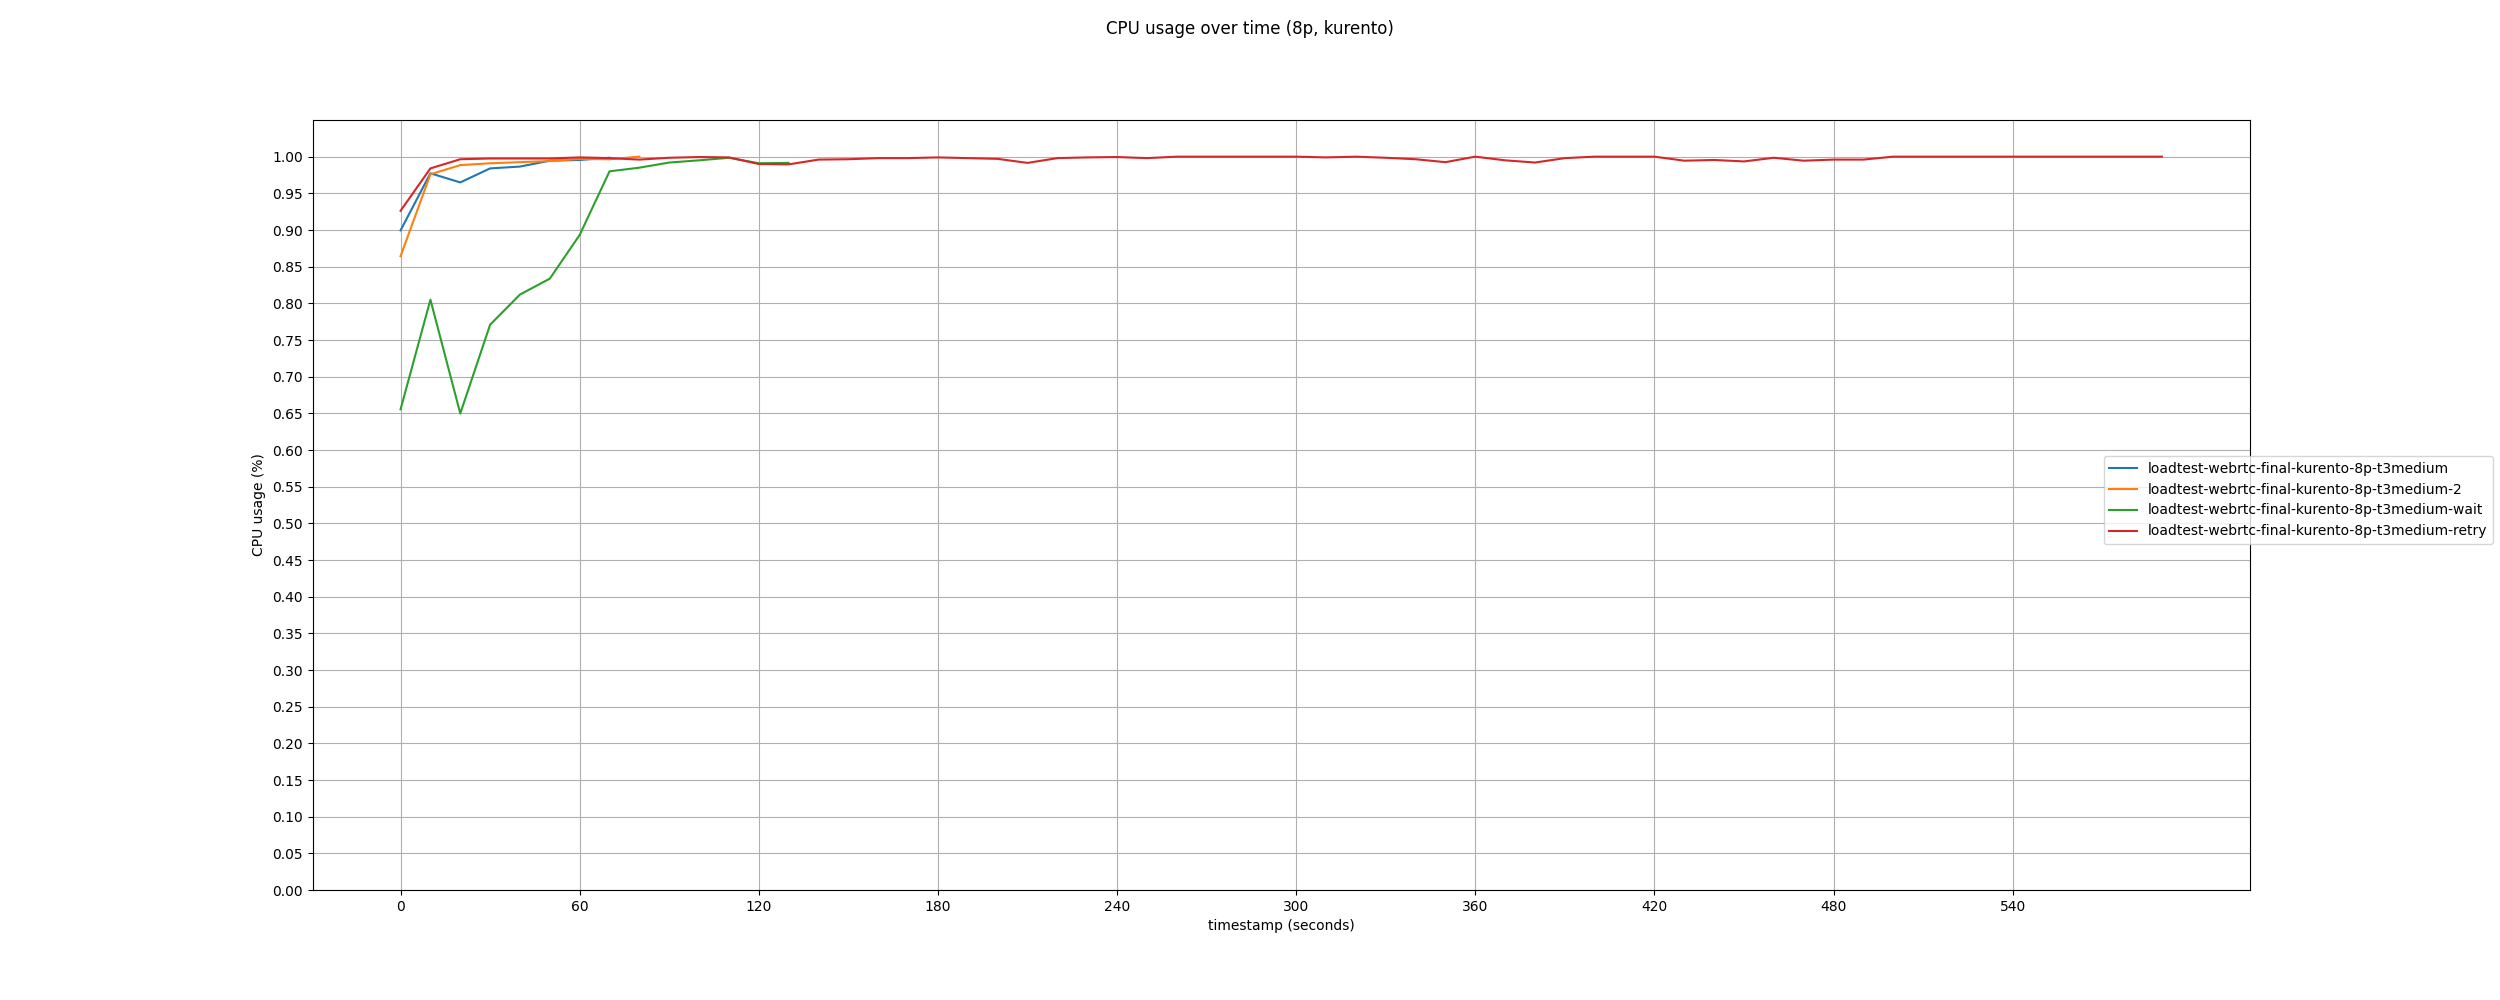 CPU usage over time (8p, kurento)
1.00
0.95
0.90
0.85
0.80
0.75
0.70
0.65
0.60
0.55
0.50
0.45
0.40
0.35
0.30
0.25
0.20
0.15
0.10
0.05
0.00
CPU usage (%)
0 60 120 180 240 300 360 420 480 540
timestamp (seconds)
loadtest-webrtc-final-kurento-8p-t3medium
loadtest-webrtc-final-kurento-8p-t3medium-2
loadtest-webrtc-final-kurento-8p-t3medium-wait
loadtest-webrtc-final-kurento-8p-t3medium-retry